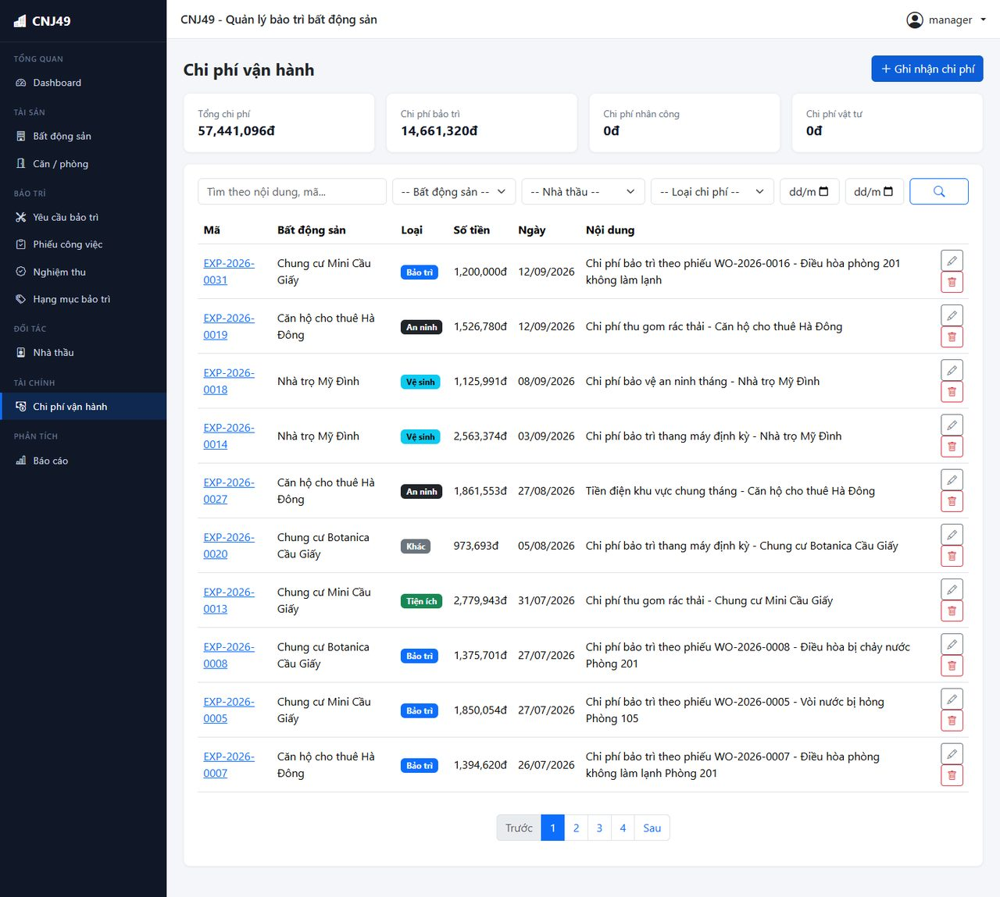 CNJ49
CNJ49 - Quản lý bảo trì bất động sản
manager
TỔNG QUAN
Dashboard
TÀI SẢN
Bất động sản
Căn / phòng
BẢO TRÌ
Yêu cầu bảo trì
Phiếu công việc
Nghiệm thu
Hạng mục bảo trì
ĐỐI TÁC
Nhà thầu
TÀI CHÍNH
Chi phí vận hành
PHÂN TÍCH
Báo cáo
Chi phí vận hành
+ Ghi nhận chi phí
Tổng chi phí
57,441,096đ
Chi phí bảo trì
14,661,320đ
Chi phí nhân công
0đ
Chi phí vật tư
0đ
Tìm theo nội dung, mã... -- Bất động sản -- -- Nhà thầu -- -- Loại chi phí -- dd/m dd/m
Mã Bất động sản Loại Số tiền Ngày Nội dung
EXP-2026-0031 Chung cư Mini Cầu Giấy Bảo trì 1,200,000đ 12/09/2026 Chi phí bảo trì theo phiếu WO-2026-0016 - Điều hòa phòng 201 không làm lạnh
EXP-2026-0019 Căn hộ cho thuê Hà Đông An ninh 1,526,780đ 12/09/2026 Chi phí thu gom rác thải - Căn hộ cho thuê Hà Đông
EXP-2026-0018 Nhà trọ Mỹ Đình Vệ sinh 1,125,991đ 08/09/2026 Chi phí bảo vệ an ninh tháng - Nhà trọ Mỹ Đình
EXP-2026-0014 Nhà trọ Mỹ Đình Vệ sinh 2,563,374đ 03/09/2026 Chi phí bảo trì thang máy định kỳ - Nhà trọ Mỹ Đình
EXP-2026-0027 Căn hộ cho thuê Hà Đông An ninh 1,861,553đ 27/08/2026 Tiền điện khu vực chung tháng - Căn hộ cho thuê Hà Đông
EXP-2026-0020 Chung cư Botanica Cầu Giấy Khác 973,693đ 05/08/2026 Chi phí bảo trì thang máy định kỳ - Chung cư Botanica Cầu Giấy
EXP-2026-0013 Chung cư Mini Cầu Giấy Tiện ích 2,779,943đ 31/07/2026 Chi phí thu gom rác thải - Chung cư Mini Cầu Giấy
EXP-2026-0008 Chung cư Botanica Cầu Giấy Bảo trì 1,375,701đ 27/07/2026 Chi phí bảo trì theo phiếu WO-2026-0008 - Điều hòa bị chảy nước Phòng 201
EXP-2026-0005 Chung cư Mini Cầu Giấy Bảo trì 1,850,054đ 27/07/2026 Chi phí bảo trì theo phiếu WO-2026-0005 - Vòi nước bị hỏng Phòng 105
EXP-2026-0007 Căn hộ cho thuê Hà Đông Bảo trì 1,394,620đ 26/07/2026 Chi phí bảo trì theo phiếu WO-2026-0007 - Điều hòa phòng không làm lạnh Phòng 201
Trước 1 2 3 4 Sau